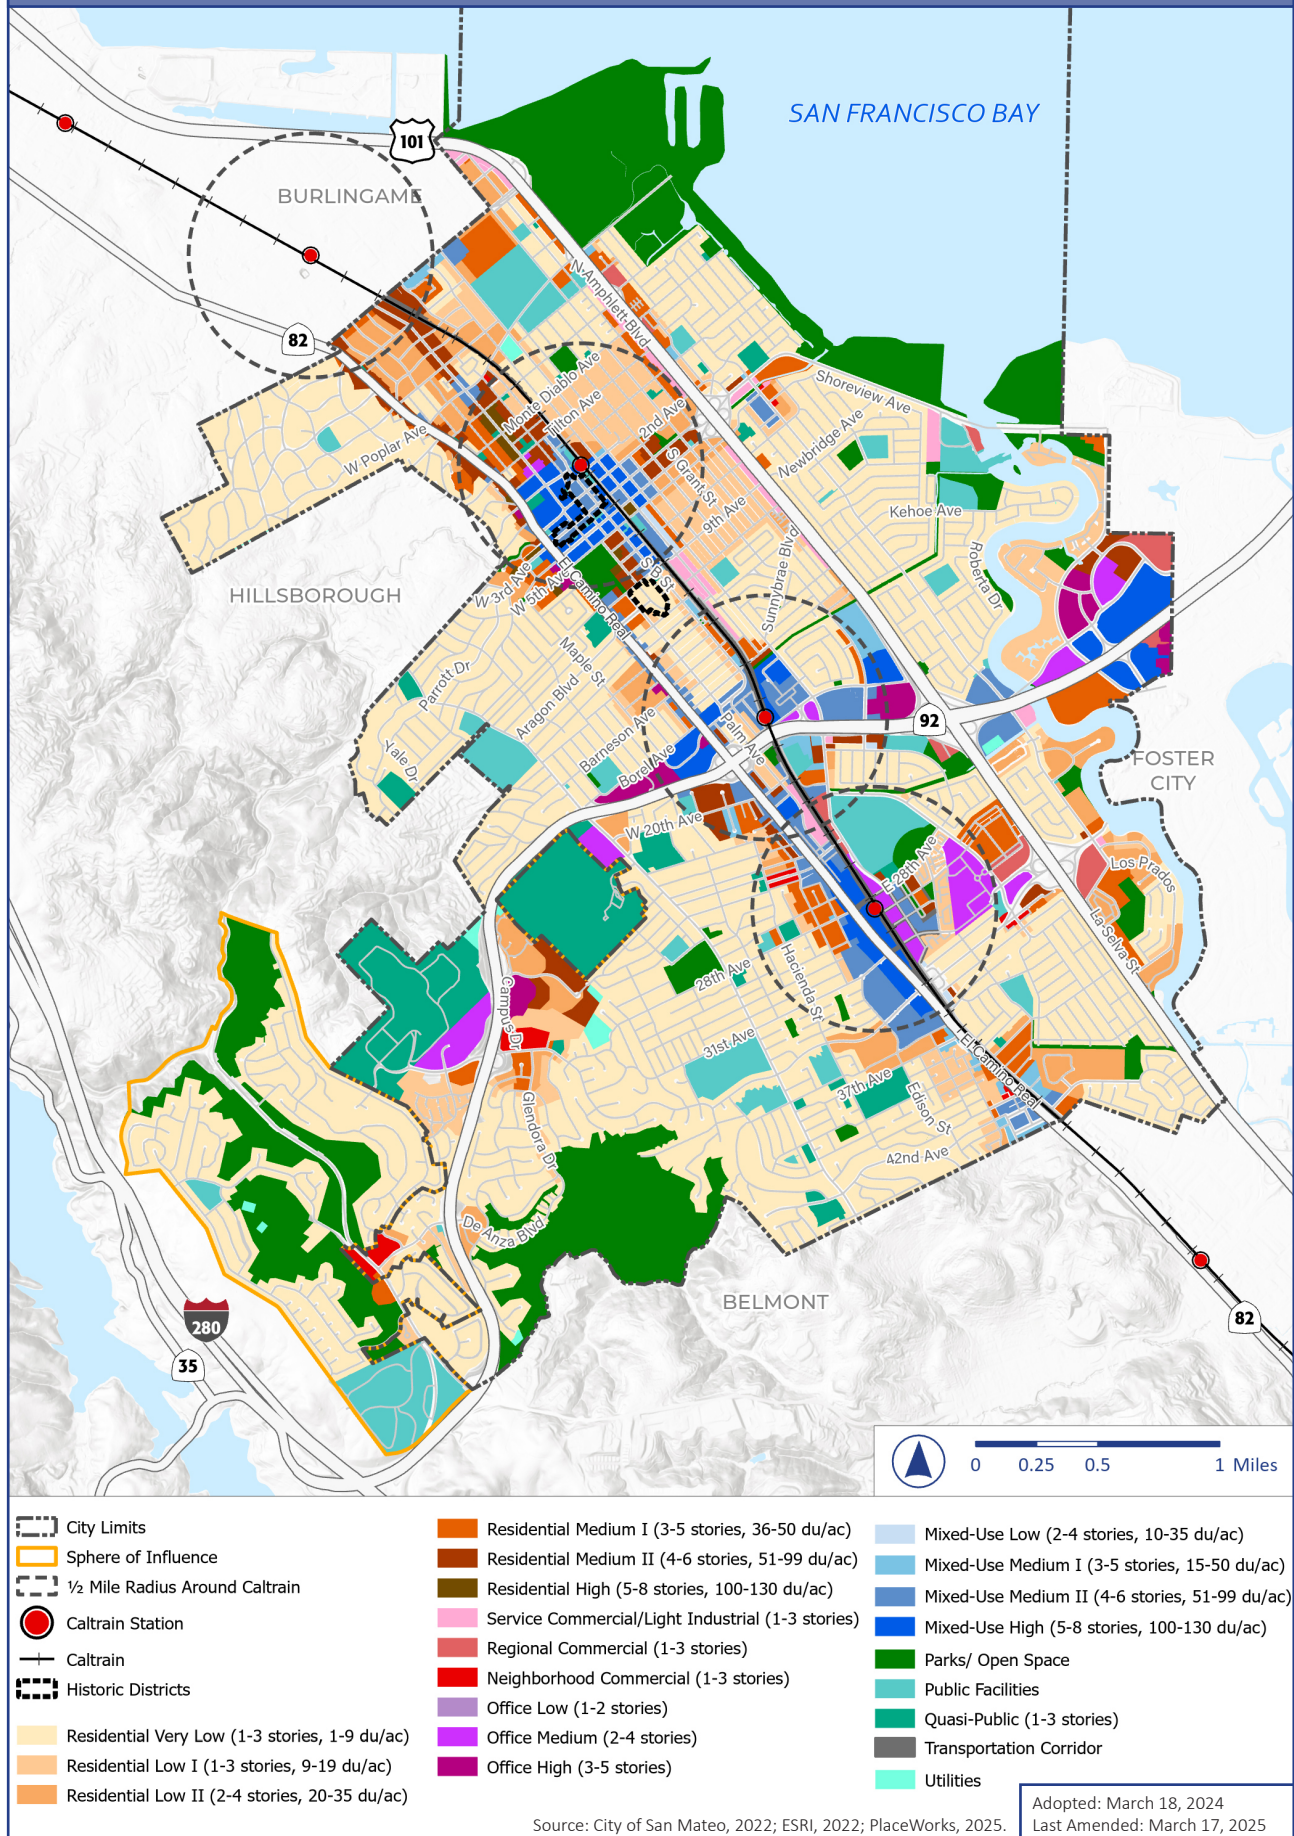 SAN FRANCISCO BAY
101
BURLINGAME
N Amphlett Blvd
82
Shoreview Ave
Monte Diablo Ave
Tilton Ave
2nd Ave
Newbridge Ave
W Poplar Ave
S Grant St
9th Ave
Kehoe Ave
Roberta Dr
Sunnybrae Blvd
S B St
El Camino Real
W 3rd Ave
W 5th Ave
HILLSBOROUGH
Maple St
Parrott Dr
Aragon Blvd
Barneson Ave
Palm Ave
92
Yale Dr
Borel Ave
FOSTER
CITY
W 20th Ave
E 28th Ave
Los Prados
La Selva St
28th Ave
Hacienda St
Campus Dr
31st Ave
El Camino Real
37th Ave
Edison St
Glendora Dr
42nd Ave
De Anza Blvd
BELMONT
280
35
82
0 0.25 0.5 1 Miles
City Limits
Sphere of Influence
½ Mile Radius Around Caltrain
Caltrain Station
Caltrain
Historic Districts
Residential Very Low (1-3 stories, 1-9 du/ac)
Residential Low I (1-3 stories, 9-19 du/ac)
Residential Low II (2-4 stories, 20-35 du/ac)
Residential Medium I (3-5 stories, 36-50 du/ac)
Residential Medium II (4-6 stories, 51-99 du/ac)
Residential High (5-8 stories, 100-130 du/ac)
Service Commercial/Light Industrial (1-3 stories)
Regional Commercial (1-3 stories)
Neighborhood Commercial (1-3 stories)
Office Low (1-2 stories)
Office Medium (2-4 stories)
Office High (3-5 stories)
Mixed-Use Low (2-4 stories, 10-35 du/ac)
Mixed-Use Medium I (3-5 stories, 15-50 du/ac)
Mixed-Use Medium II (4-6 stories, 51-99 du/ac)
Mixed-Use High (5-8 stories, 100-130 du/ac)
Parks/ Open Space
Public Facilities
Quasi-Public (1-3 stories)
Transportation Corridor
Utilities
Source: City of San Mateo, 2022; ESRI, 2022; PlaceWorks, 2025.
Adopted: March 18, 2024
Last Amended: March 17, 2025